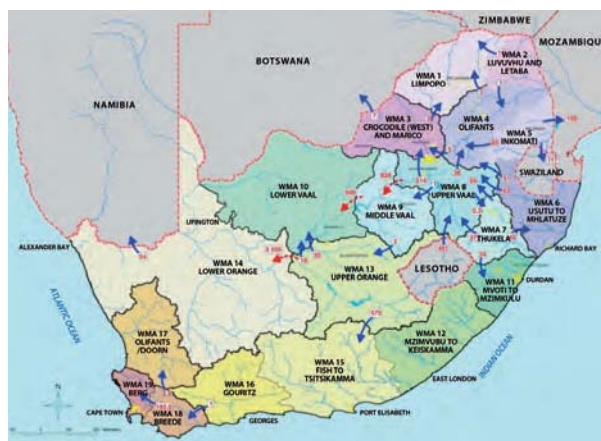 ZIMBABWE
MOZAMBIQUE
BOTSWANA
NAMIBIA
WMA 1
LIMPOPO
WMA 2
LUVUVHU AND
LETABA
WMA 3
CROCODILE (WEST)
AND MARICO
WMA 4
OLIFANTS
WMA 5
INKOMATI
SWAZILAND
WMA 6
USUTU TO
MHLATUZE
WMA 10
LOWER VAAL
WMA 9
MIDDLE VAAL
WMA 8
UPPER VAAL
WMA 7
THUKELA
RICHARD BAY
UPINGTON
ALEXANDER BAY
WMA 14
LOWER ORANGE
WMA 13
UPPER ORANGE
LESOTHO
WMA 11
MVOTI TO
MZIMKULU
DURDAN
ATLANTIC OCEAN
WMA 17
OLIFANTS
/DOORN
WMA 12
MZIMVUBU TO
KEISKAMMA
INDIAN OCEAN
WMA 15
FISH TO
TSITSIKAMMA
WMA 16
GOURITZ
WMA 19
BERG
WMA 18
BREEDE
EAST LONDON
CAPE TOWN
GEORGES
PORT ELISABETH
N